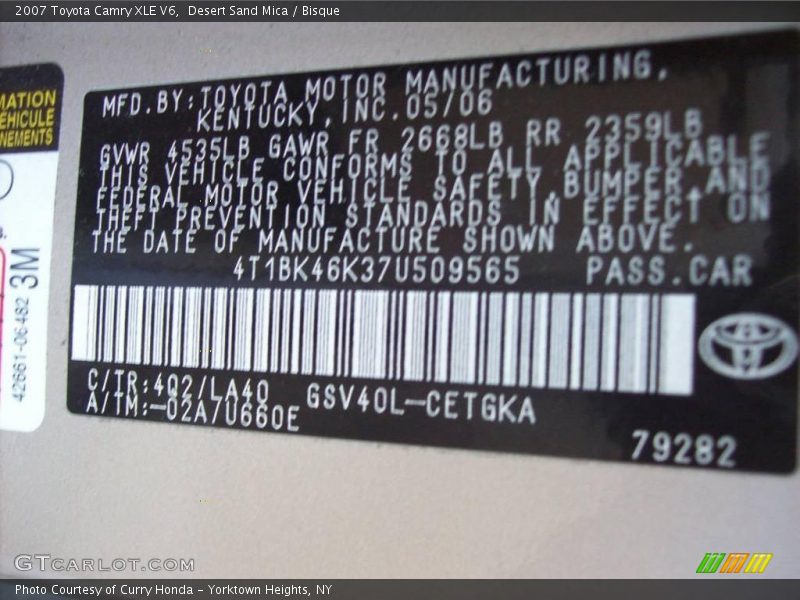 2007 Toyota Camry XLE V6,  Desert Sand Mica / Bisque
MATION
VEHICULE
NEMENTS
3M
42661-06482
MFD.BY:TOYOTA MOTOR MANUFACTURING,
KENTUCKY,INC.05/06
GVWR 4535LB GAWR FR 2668LB RR 2359LB
THIS VEHICLE CONFORMS TO ALL APPLICABLE
FEDERAL MOTOR VEHICLE SAFETY,BUMPER,AND
THEFT PREVENTION STANDARDS IN EFFECT ON
THE DATE OF MANUFACTURE SHOWN ABOVE.
4T1BK46K37U509565 PASS.CAR
C/TR:4Q2/LA40 GSV40L-CETGKA
A/TM:-02A/U660E
79282
GTCARLOT.COM
Photo Courtesy of Curry Honda - Yorktown Heights, NY